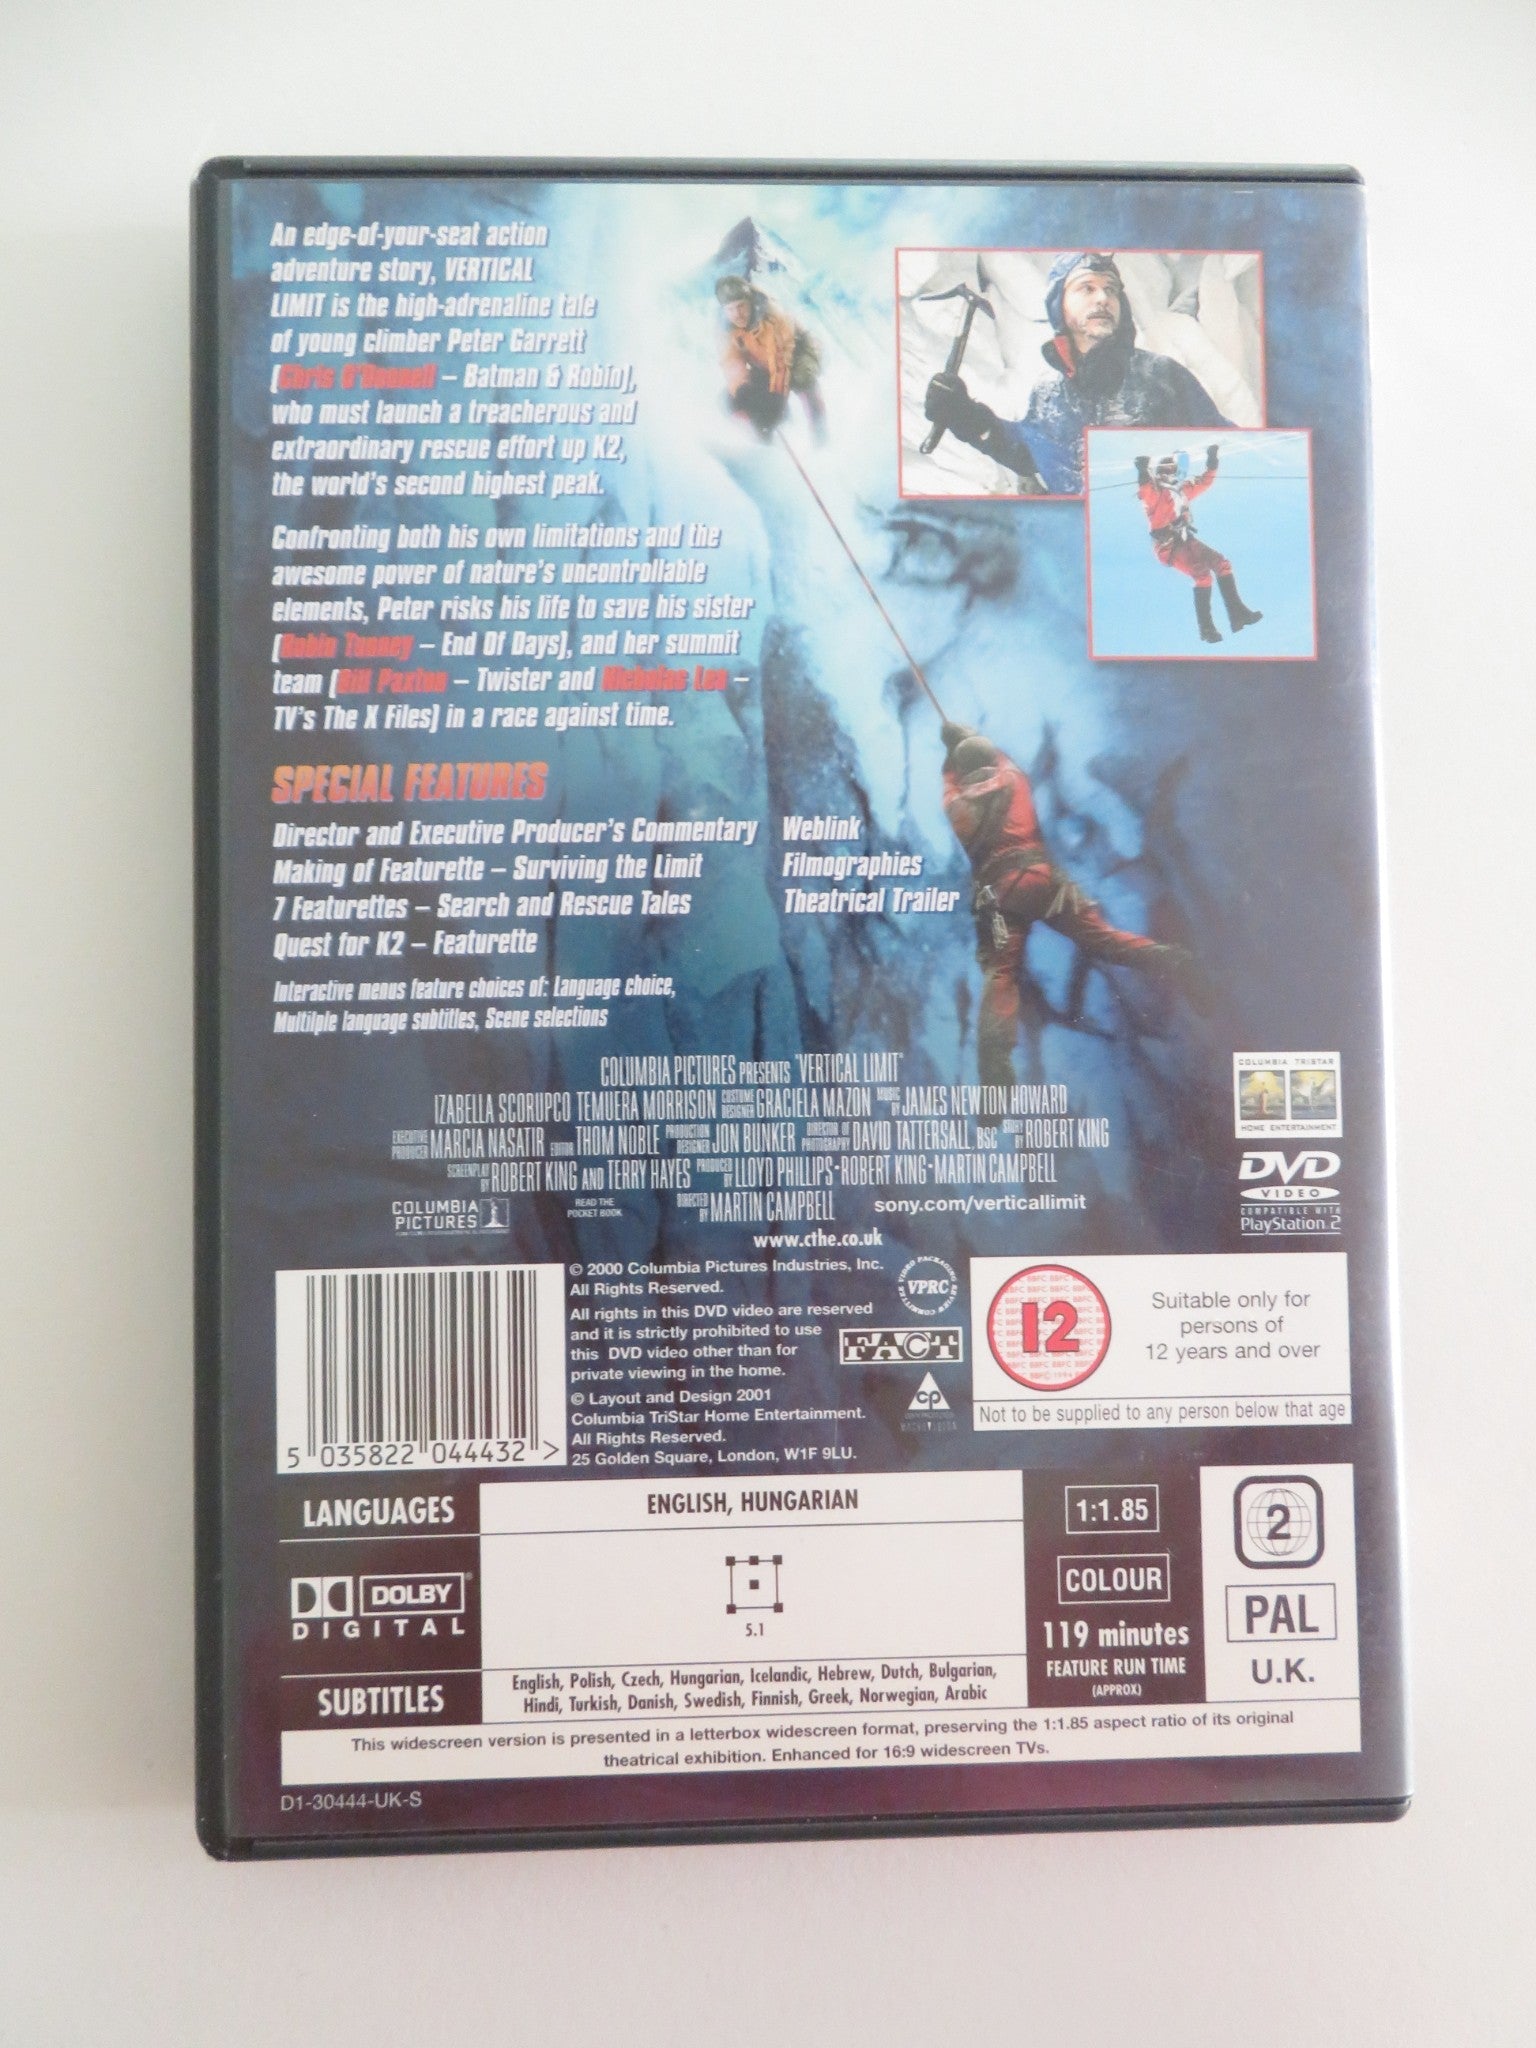 An edge-of-your-seat action
adventure story, VERTICAL
LIMIT is the high-adrenaline tale
of young climber Peter Garrett
(Chris O'Donnell – Batman & Robin),
who must launch a treacherous and
extraordinary rescue effort up K2,
the world's second highest peak.
Confronting both his own limitations and the
awesome power of nature's uncontrollable
elements, Peter risks his life to save his sister
(Robin Tunney – End Of Days), and her summit
team (Bill Paxton – Twister and Nicholas Lea –
TV's The X Files) in a race against time.
SPECIAL FEATURES
Director and Executive Producer's Commentary
Making of Featurette – Surviving the Limit
7 Featurettes – Search and Rescue Tales
Quest for K2 – Featurette
Weblink
Filmographies
Theatrical Trailer
Interactive menus feature choices of: Language choice,
Multilple language subtitles, Scene selections
COLUMBIA PICTURES PRESENTS "VERTICAL LIMIT"
IZABELLA SCORUPCO TEMUERA MORRISON COSTUME DESIGNER GRACIELA MAZON MUSIC BY JAMES NEWTON HOWARD
EXECUTIVE PRODUCER MARCIA NASATIR EDITOR THOM NOBLE PRODUCTION DESIGNER JON BUNKER DIRECTOR OF PHOTOGRAPHY DAVID TATTERSALL, BSC STORY BY ROBERT KING
SCREENPLAY BY ROBERT KING AND TERRY HAYES PRODUCED BY LLOYD PHILLIPS • ROBERT KING • MARTIN CAMPBELL
COLUMBIA PICTURES
READ THE
POCKET BOOK
DIRECTED BY MARTIN CAMPBELL
sony.com/verticallimit
www.cthe.co.uk
COLUMBIA TRISTAR
HOME ENTERTAINMENT
DVD
VIDEO
COMPATIBLE WITH
PlayStation 2
5 035822 044432 >
© 2000 Columbia Pictures Industries, Inc.
All Rights Reserved.
All rights in this DVD video are reserved
and it is strictly prohibited to use
this DVD video other than for
private viewing in the home.
© Layout and Design 2001
Columbia TriStar Home Entertainment.
All Rights Reserved.
25 Golden Square, London, W1F 9LU.
VIDEO PACKAGING REVIEW COMMITTEE
VPRC
FACT
CP
12
Suitable only for
persons of
12 years and over
Not to be supplied to any person below that age
LANGUAGES
ENGLISH, HUNGARIAN
DOLBY
DIGITAL
5.1
SUBTITLES
English, Polish, Czech, Hungarian, Icelandic, Hebrew, Dutch, Bulgarian,
Hindi, Turkish, Danish, Swedish, Finnish, Greek, Norwegian, Arabic
1:1.85
COLOUR
119 minutes
FEATURE RUN TIME
(APPROX)
2
PAL
U.K.
This widescreen version is presented in a letterbox widescreen format, preserving the 1:1.85 aspect ratio of its original
theatrical exhibition. Enhanced for 16:9 widescreen TVs.
D1-30444-UK-S